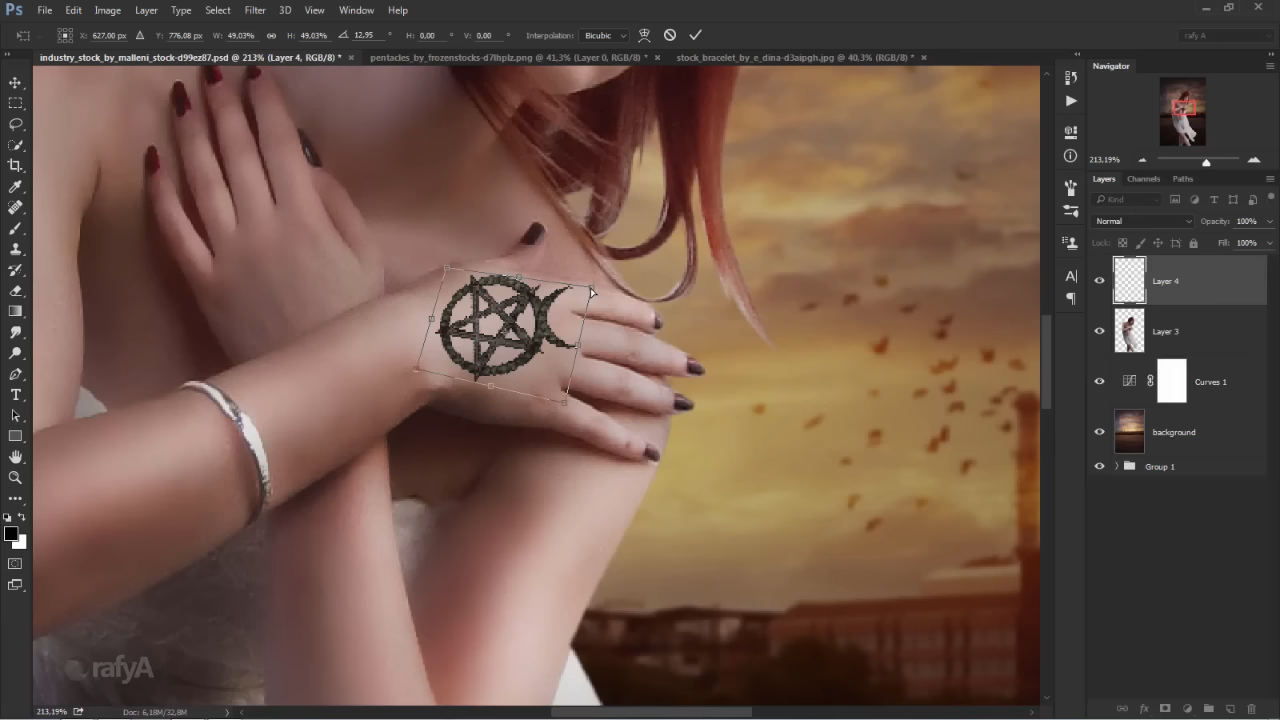 Ps File Edit Image Layer Type Select Filter 3D View Window Help
X: 627,00 px Y: 776,08 px W: 49,03% H: 49,03% 12,95 ° H: 0,00 ° V: 0,00 ° Interpolation: Bicubic rafy A
industry_stock_by_malleni_stock-d99ez87.psd @ 213% (Layer 4, RGB/8) * × pentacles_by_frozenstocks-d7lhplz.png @ 41,3% (Layer 0, RGB/8) * × stock_bracelet_by_e_dina-d3aipgh.jpg @ 40,3% (RGB/8) * ×
Navigator
213,19%
Layers Channels Paths
Kind
Normal Opacity: 100%
Lock: Fill: 100%
Layer 4
Layer 3
Curves 1
background
Group 1
rafyA
213,19% Doc: 6,18M/32,8M